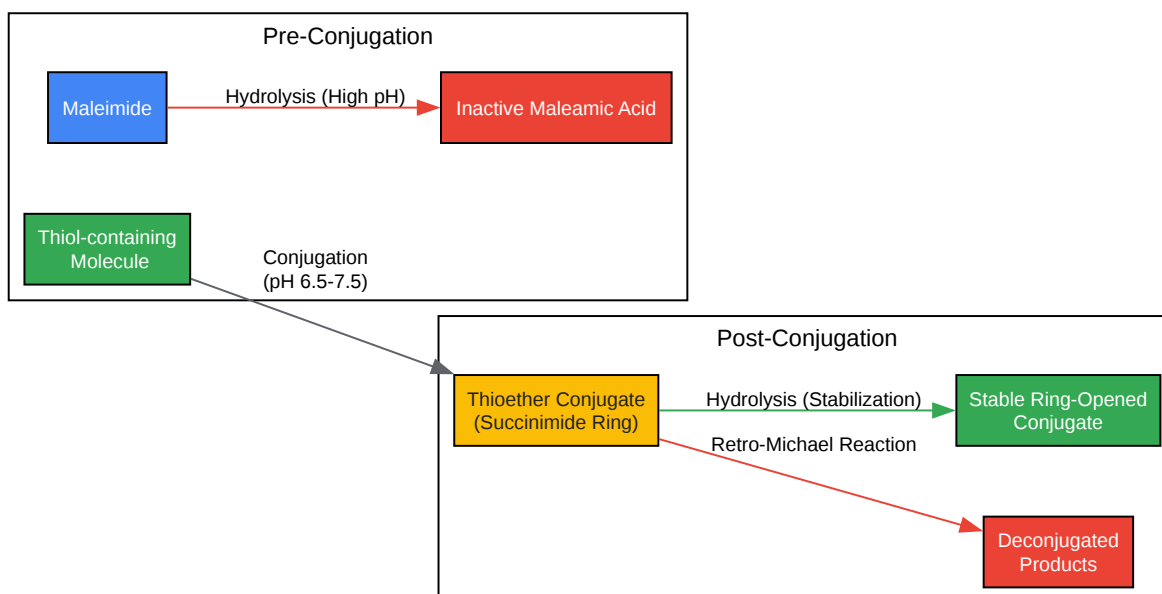 Pre-Conjugation
Maleimide
Hydrolysis (High pH)
Inactive Maleamic Acid
Thiol-containing
Molecule
Conjugation
(pH 6.5-7.5)
Post-Conjugation
Thioether Conjugate
(Succinimide Ring)
Hydrolysis (Stabilization)
Stable Ring-Opened
Conjugate
Retro-Michael Reaction
Deconjugated
Products